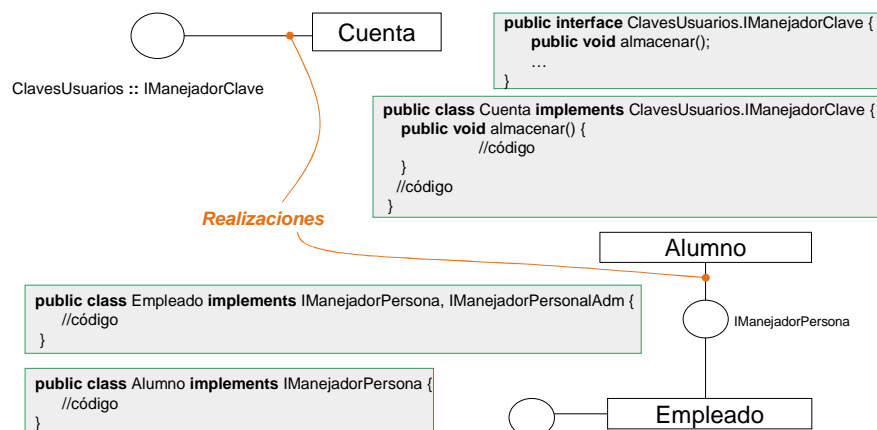 Cuenta
ClavesUsuarios :: IManejadorClave
public interface ClavesUsuarios.IManejadorClave {
public void almacenar();
…
}
public class Cuenta implements ClavesUsuarios.IManejadorClave {
public void almacenar() {
//código
}
//código
}
Realizaciones
Alumno
IManejadorPersona
public class Empleado implements IManejadorPersona, IManejadorPersonalAdm {
//código
}
public class Alumno implements IManejadorPersona {
//código
}
Empleado